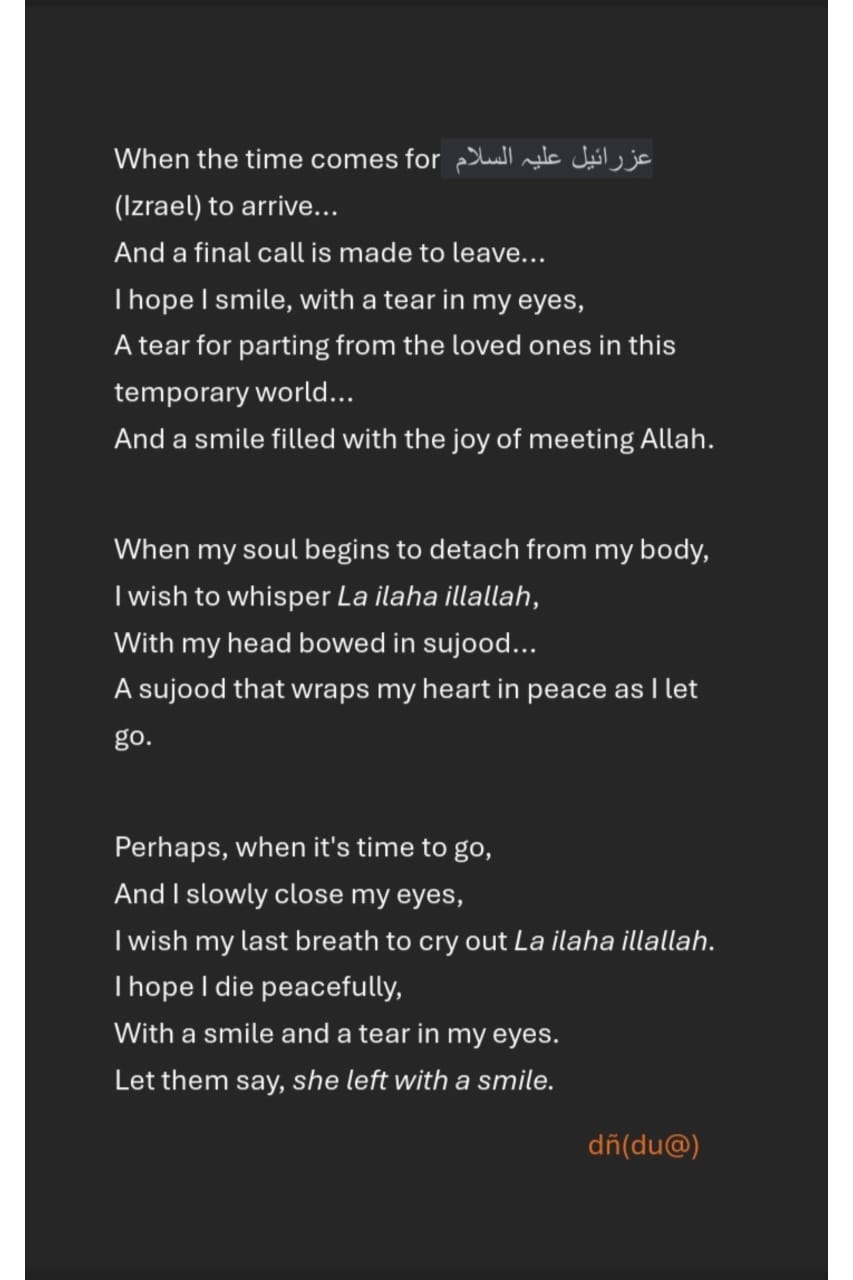 When the time comes for عزرائیل علیہ السلام
(Izrael) to arrive...
And a final call is made to leave...
I hope I smile, with a tear in my eyes,
A tear for parting from the loved ones in this
temporary world...
And a smile filled with the joy of meeting Allah.
When my soul begins to detach from my body,
I wish to whisper La ilaha illallah,
With my head bowed in sujood...
A sujood that wraps my heart in peace as I let
go.
Perhaps, when it's time to go,
And I slowly close my eyes,
I wish my last breath to cry out La ilaha illallah.
I hope I die peacefully,
With a smile and a tear in my eyes.
Let them say, she left with a smile.
dñ(du@)